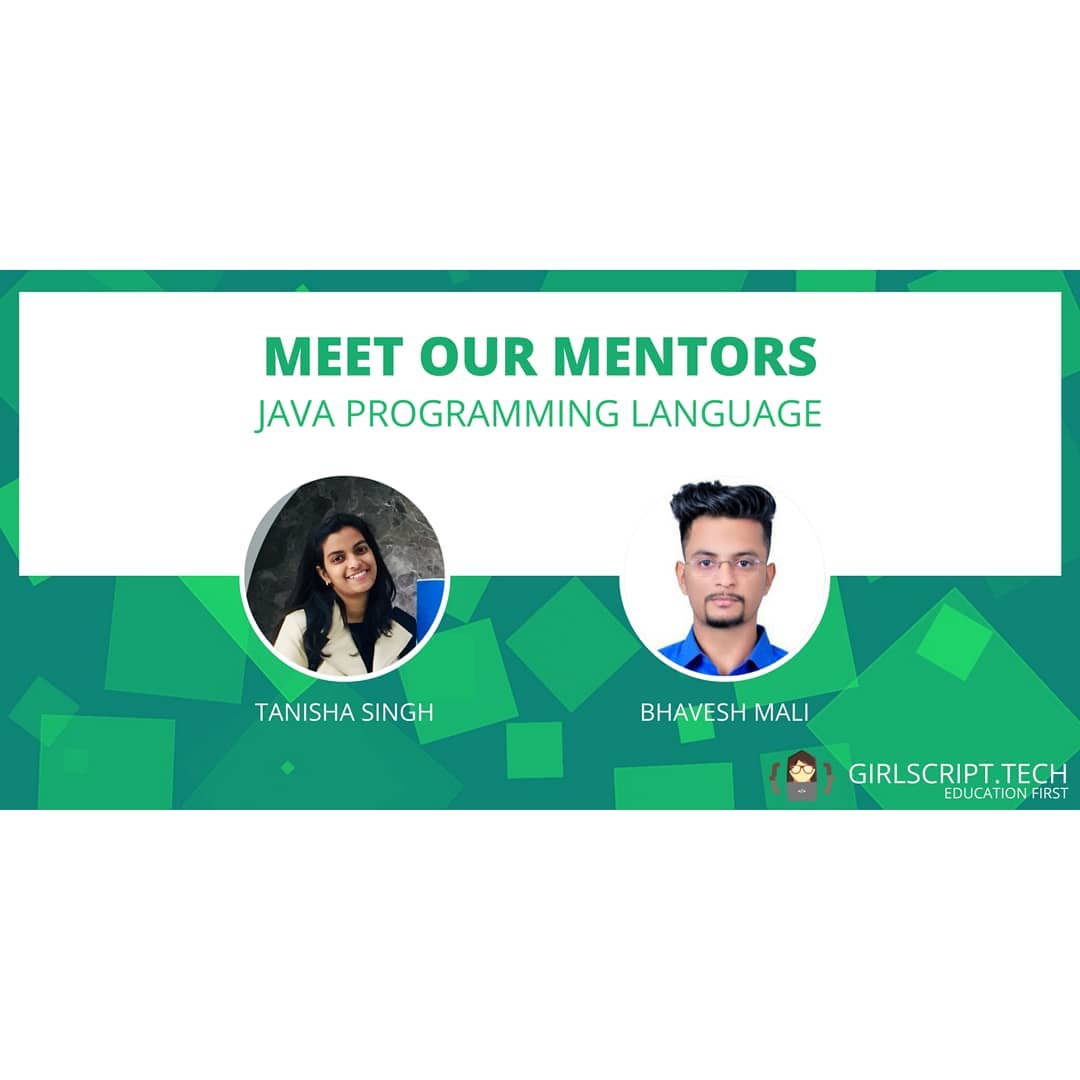 MEET OUR MENTORS
JAVA PROGRAMMING LANGUAGE
TANISHA SINGH
BHAVESH MALI
GIRLSCRIPT.TECH
EDUCATION FIRST